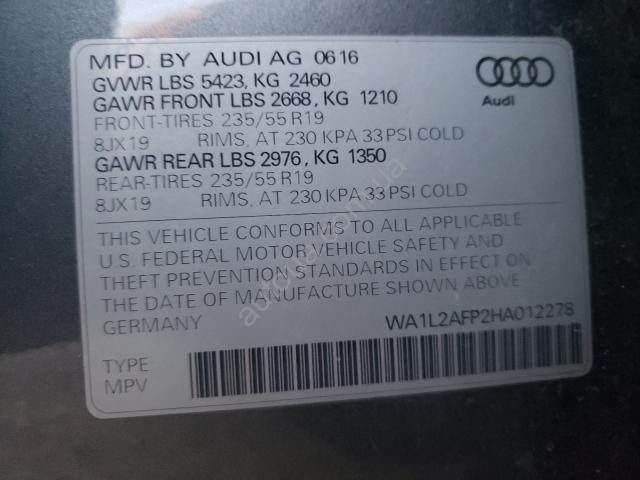 MFD. BY AUDI AG 0616
GVWR LBS 5423, KG 2460
GAWR FRONT LBS 2668, KG 1210
FRONT-TIRES 235/55 R19
8JX19 RIMS, AT 230 KPA 33 PSI COLD
GAWR REAR LBS 2976, KG 1350
REAR-TIRES 235/55 R19
8JX19 RIMS, AT 230 KPA 33 PSI COLD
Audi
THIS VEHICLE CONFORMS TO ALL APPLICABLE
U.S. FEDERAL MOTOR VEHICLE SAFETY AND
THEFT PREVENTION STANDARDS IN EFFECT ON
THE DATE OF MANUFACTURE SHOWN ABOVE.
GERMANY WA1L2AFP2HA012278
TYPE
MPV